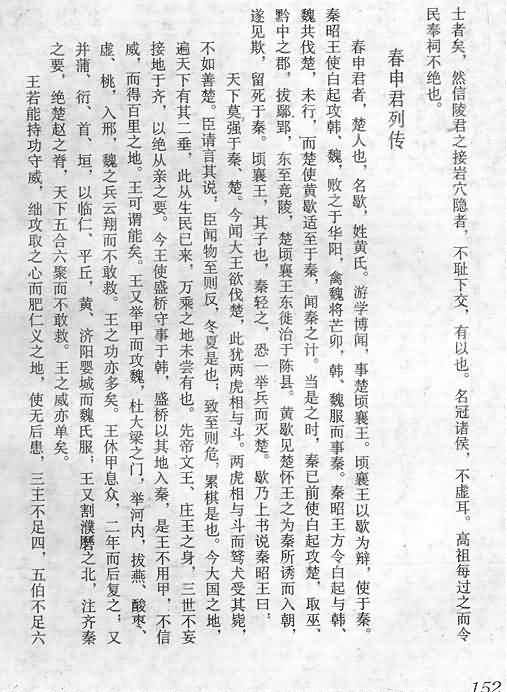 士者矣，然信陵君之接岩穴隐者，不耻下交，有以也。名冠诸侯，不虚耳。高祖每过之而令
民奉祠不绝也。
春申君列传
春申君者，楚人也，名歇，姓黄氏。游学博闻，事楚顷襄王。顷襄王以歇为辩，使于秦。
秦昭王使白起攻韩、魏，败之于华阳，禽魏将芒卯，韩、魏服而事秦。秦昭王方令白起与韩、
魏共伐楚，未行，而楚使黄歇适至于秦，闻秦之计。当是之时，秦已前使白起攻楚，取巫、
黔中之郡，拔鄢郢，东至竟陵，楚顷襄王东徙治于陈县。黄歇见楚怀王之为秦所诱而入朝，
遂见欺，留死于秦。顷襄王，其子也，秦轻之，恐一举兵而灭楚。歇乃上书说秦昭王曰：
天下莫强于秦、楚。今闻大王欲伐楚，此犹两虎相与斗。两虎相与斗而驽犬受其毙，
不如善楚。臣请言其说：臣闻物至则反，冬夏是也；致至则危，累棋是也。今大国之地，
遍天下有其二垂，此从生民已来，万乘之地未尝有也。先帝文王、庄王之身，三世不妄
接地于齐，以绝从亲之要。今王使盛桥守事于韩，盛桥以其地入秦，是王不用甲，不信
威，而得百里之地。王可谓能矣。王又举甲而攻魏，杜大梁之门，举河内，拔燕、酸枣、
虚、桃，入邢，魏之兵云翔而不敢救。王之功亦多矣。王休甲息众，二年而后复之；又
并蒲、衍、首、垣，以临仁、平丘，黄、济阳婴城而魏氏服；王又割濮磨之北，注齐秦
之要，绝楚赵之脊，天下五合六聚而不敢救。王之威亦单矣。
王若能持功守威，绌攻取之心而肥仁义之地，使无后患，三王不足四，五伯不足六
152